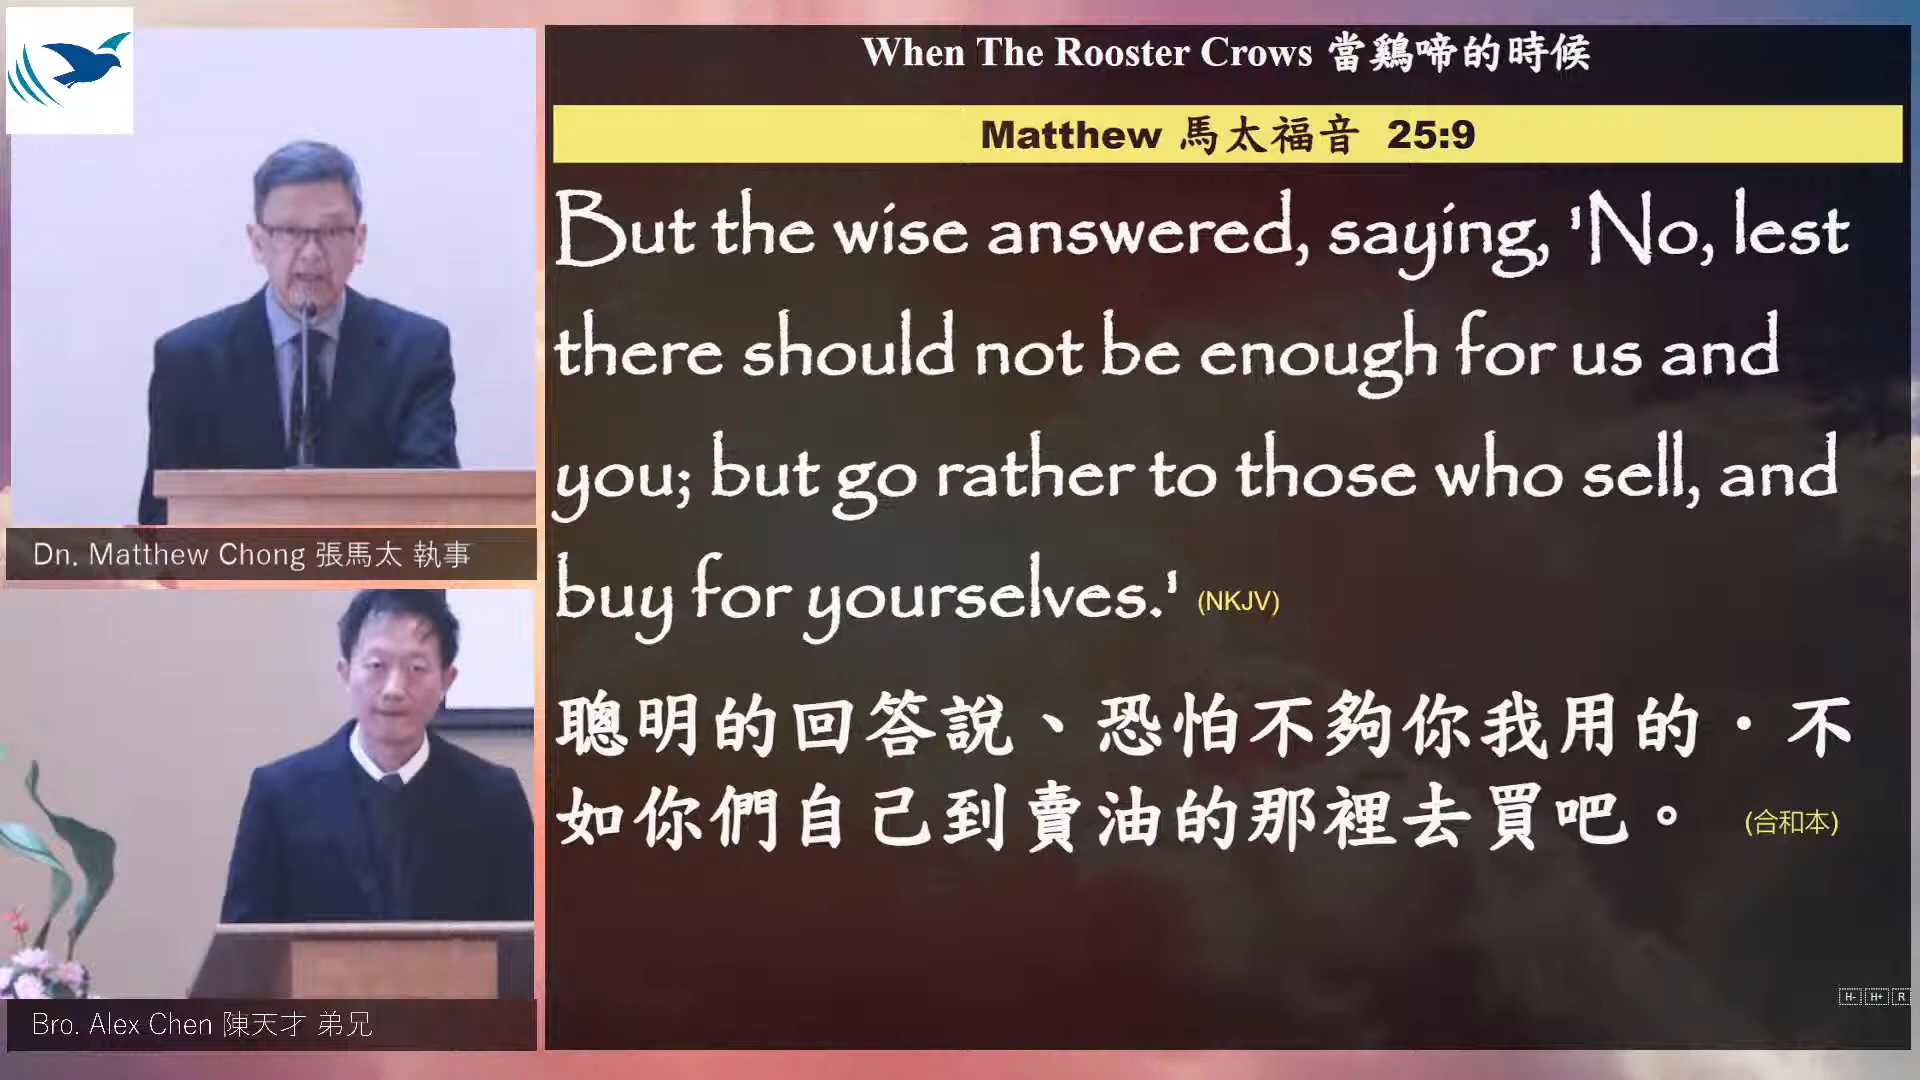 When The Rooster Crows 當鷄啼的時候
Matthew 馬太福音 25:9
But the wise answered, saying, 'No, lest
there should not be enough for us and
you; but go rather to those who sell, and
buy for yourselves.' (NKJV)
聰明的回答說、恐怕不夠你我用的．不
如你們自己到賣油的那裡去買吧。 (合和本)
Dn. Matthew Chong 張馬太 執事
Bro. Alex Chen 陳天才 弟兄
H- H+ R